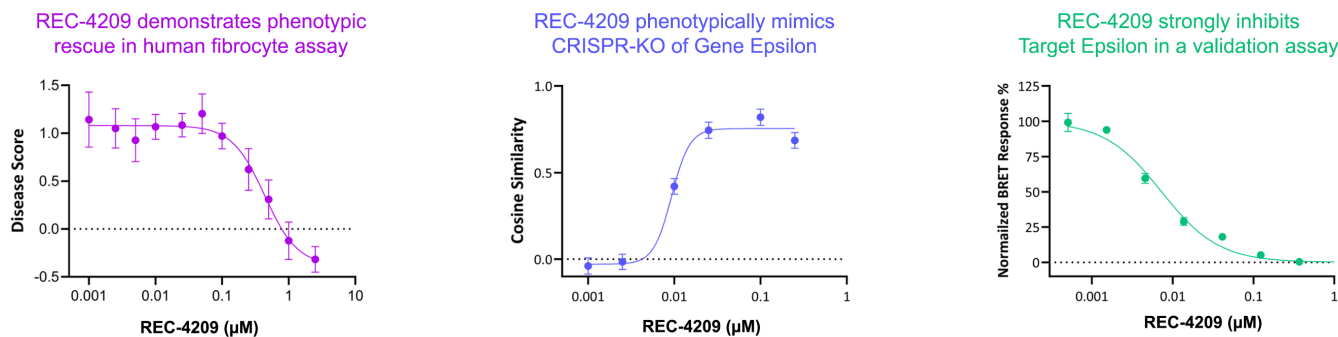 REC-4209 demonstrates phenotypic
rescue in human fibrocyte assay
Disease Score
1.5
1.0
0.5
0.0
-0.5
0.001
0.01
0.1
1
10
REC-4209 (µM)
REC-4209 phenotypically mimics
CRISPR-KO of Gene Epsilon
Cosine Similarity
1.0
0.5
0.0
0.001
0.01
0.1
1
REC-4209 (µM)
REC-4209 strongly inhibits
Target Epsilon in a validation assay
Normalized BRET Response %
125
100
75
50
25
0
0.001
0.01
0.1
1
REC-4209 (µM)